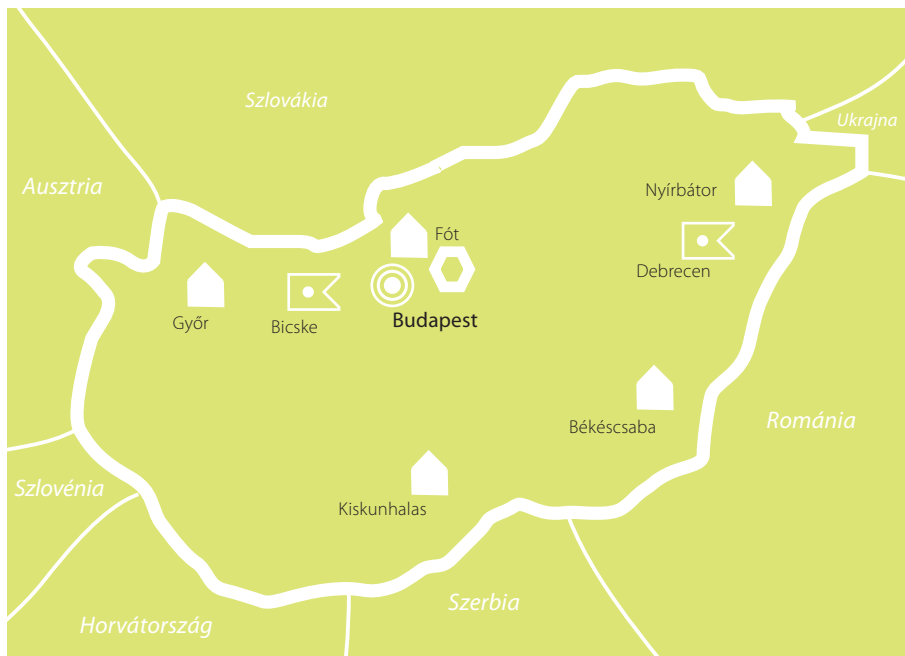 Szlovákia
Ukrajna
Ausztria
Nyírbátor
Fót
Debrecen
Győr
Bicske
Budapest
Románia
Békéscsaba
Szlovénia
Kiskunhalas
Szerbia
Horvátország